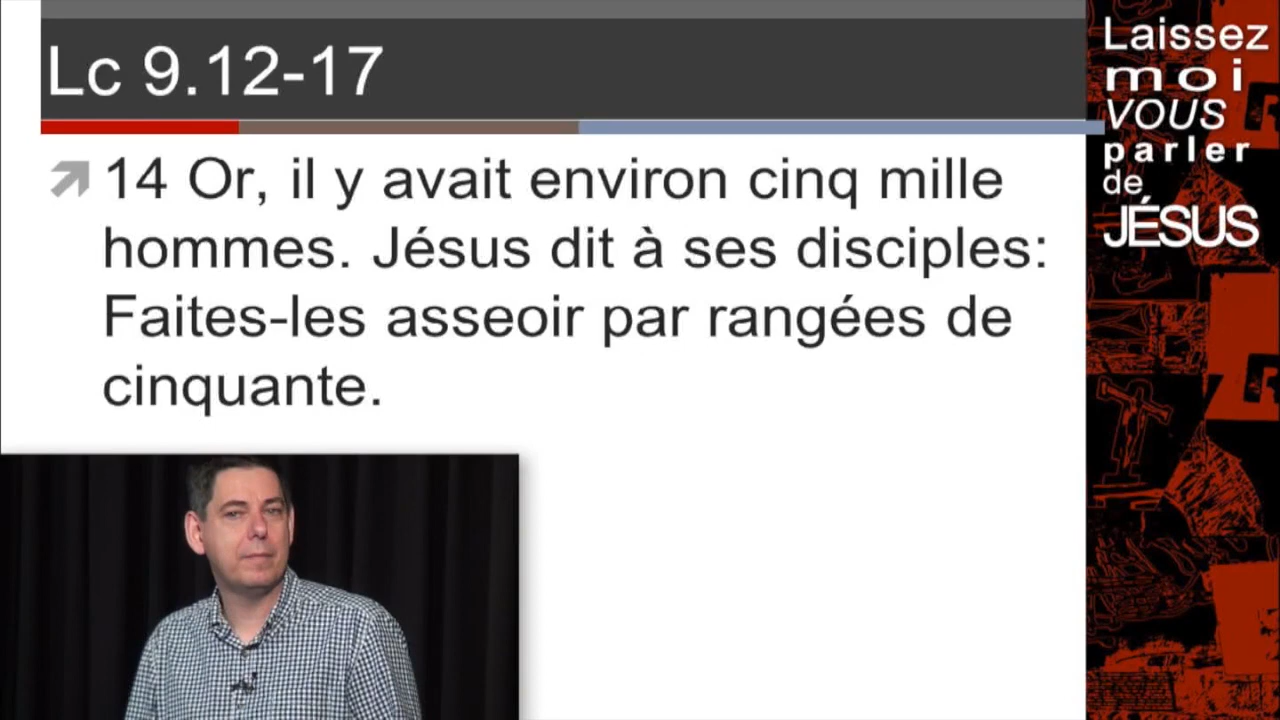 Lc 9.12-17
14 Or, il y avait environ cinq mille
hommes. Jésus dit à ses disciples:
Faites-les asseoir par rangées de
cinquante.
Laissez
moi
VOUS
parler
de
JÉSUS